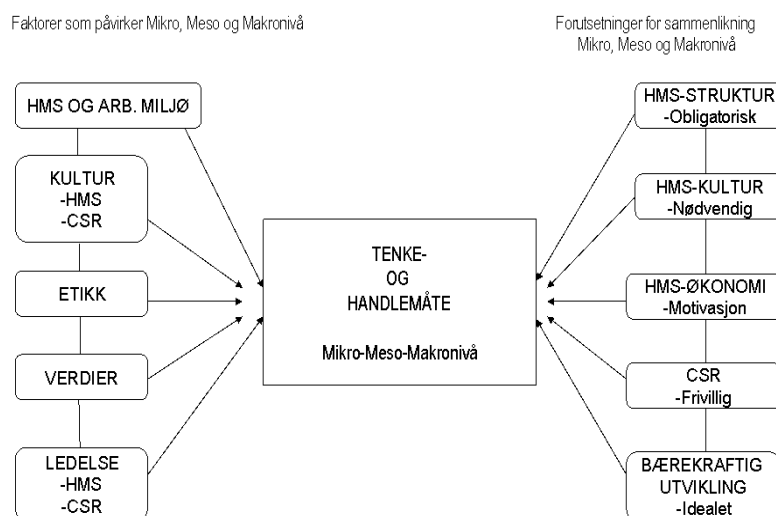 Faktorer som påvirker Mikro, Meso og Makronivå
Forutsetninger for sammenlikning
Mikro, Meso og Makronivå
HMS OG ARB. MILJØ
KULTUR
-HMS
-CSR
ETIKK
VERDIER
LEDELSE
-HMS
-CSR
TENKE-
OG
HANDLEMÅTE
Mikro-Meso-Makronivå
HMS-STRUKTUR
-Obligatorisk
HMS-KULTUR
-Nødvendig
HMS-ØKONOMI
-Motivasjon
CSR
-Frivillig
BÆREKRAFTIG
UTVIKLING
-Idealet